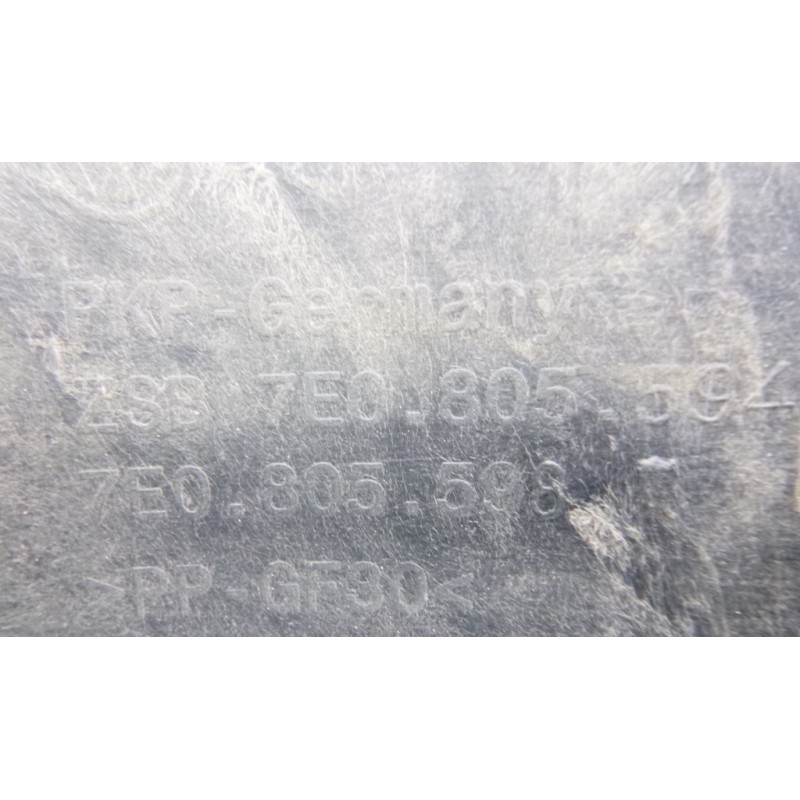 PKP-Germany
ZSB 7E0.805.594
7E0.805.598
>PP-GF30<